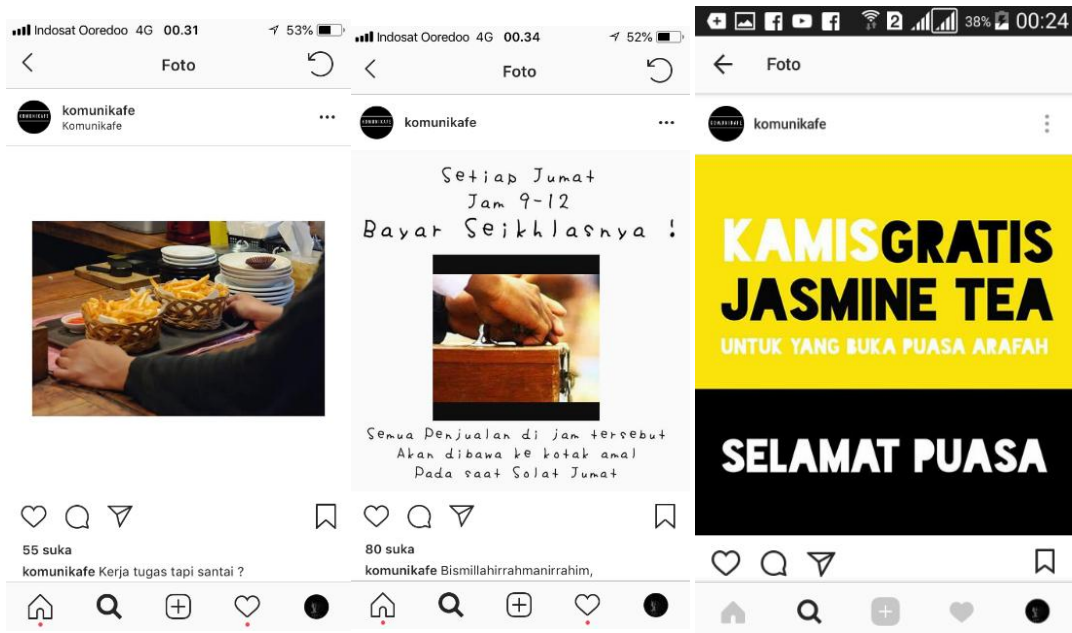 Indosat Ooredoo 4G 00.31 53%
Foto
komunikafe
Komunikafe
55 suka
komunikafe Kerja tugas tapi santai ?
Indosat Ooredoo 4G 00.34 52%
Foto
komunikafe
Setiap Jumat
Jam 9-12
Bayar Seikhlasnya !
Semua Penjualan di jam tersebut
Akan dibawa ke kotak amal
Pada saat Solat Jumat
80 suka
komunikafe Bismillahirrahmanirrahim,
2 38% 00:24
Foto
komunikafe
KAMISGRATIS
JASMINE TEA
UNTUK YANG BUKA PUASA ARAFAH
SELAMAT PUASA